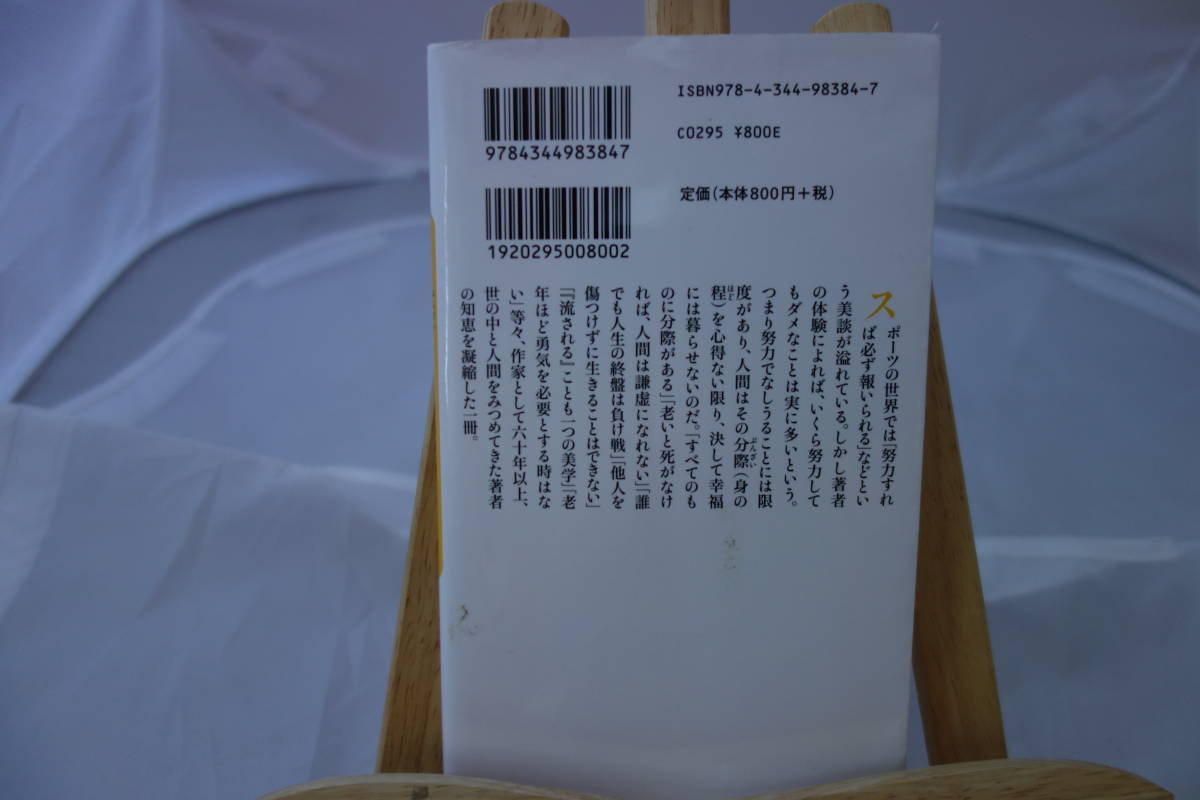 ISBN978-4-344-98384-7
C0295 ¥800E
9784344983847
定価(本体800円+税)
1920295008002
スポーツの世界では「努力すれ
ば必ず報いられる」などとい
う美談が溢れている。しかし著者
の体験によれば、いくら努力して
もダメなことは実に多いという。
つまり努力でなしうることには限
度があり、人間はその分際(身の
程)を心得ない限り、決して幸福
には暮らせないのだ。「すべてのも
のに分際がある」「老いと死がなけ
れば、人間は謙虚になれない」「誰
でも人生の終盤は負け戦」「他人を
傷つけずに生きることはできない」
「『流される』ことも一つの美学」「老
年ほど勇気を必要とする時はな
い」等々、作家として六十年以上、
世の中と人間をみつめてきた著者
の知恵を凝縮した一冊。
ぶんざい
ほど